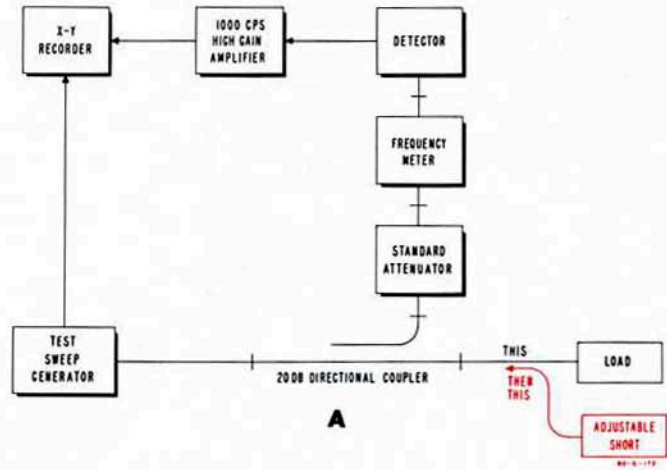 X-Y
RECORDER
1000 CPS
HIGH GAIN
AMPLIFIER
DETECTOR
FREQUENCY
METER
STANDARD
ATTENUATOR
TEST
SWEEP
GENERATOR
20DB DIRECTIONAL COUPLER
THIS
LOAD
THEN
THIS
A
ADJUSTABLE
SHORT